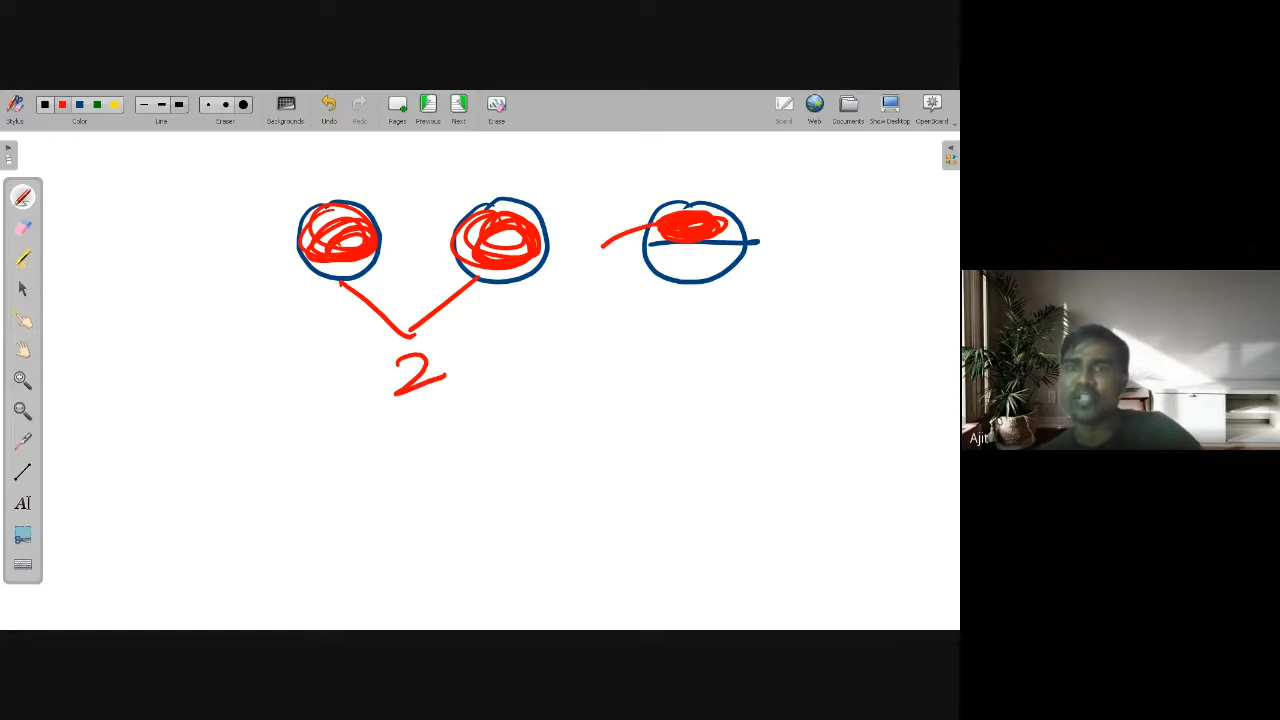 Stylus Color Line Eraser Backgrounds Undo Redo Pages Previous Next Erase Board Web Documents Show Desktop OpenBoard
2
AI
Ajit